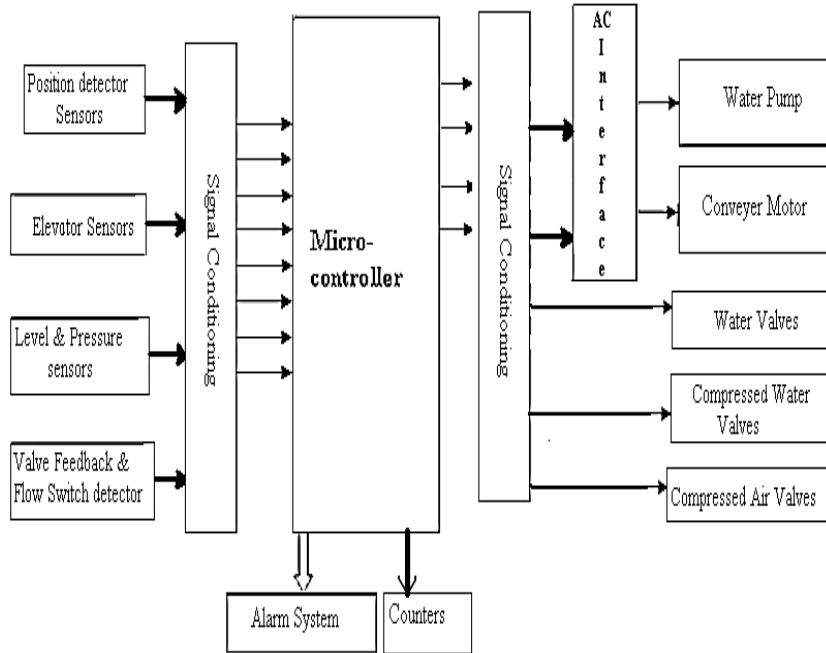 Position detector
Sensors
Elevator Sensors
Level & Pressure
sensors
Valve Feedback &
Flow Switch detector
Signal Conditioning
Micro-
controller
Alarm System
Counters
Signal Conditioning
AC
Interface
Water Pump
Conveyer Motor
Water Valves
Compressed Water
Valves
Compressed Air Valves